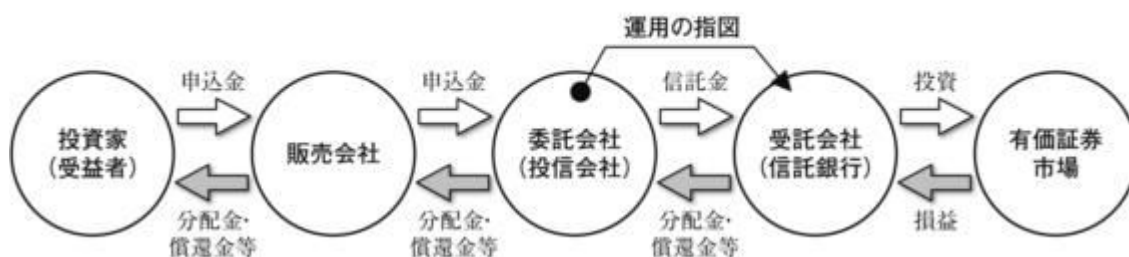 運用の指図
申込金
申込金
信託金
投資
投資家
（受益者）
販売会社
委託会社
（投信会社）
受託会社
（信託銀行）
有価証券
市場
分配金・
償還金等
分配金・
償還金等
分配金・
償還金等
損益